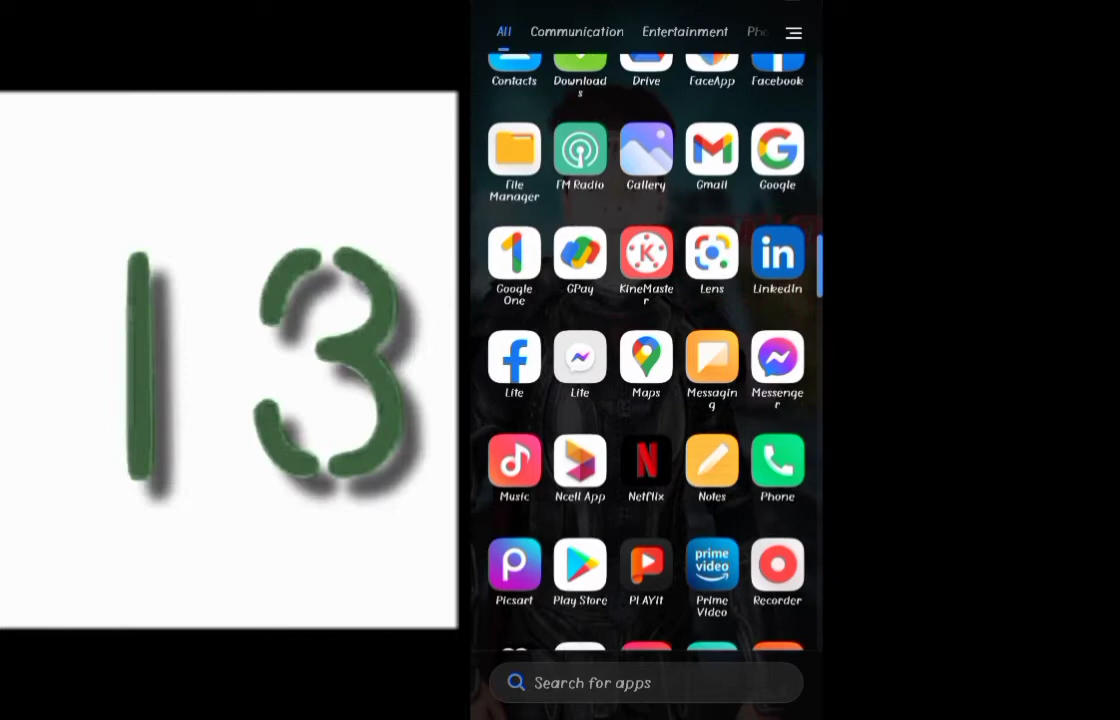 13
All Communication Entertainment Pho
Contacts Download
s Drive FaceApp Facebook
File
Manager FM Radio Gallery Gmail Google
Google
One GPay KineMaste
r Lens LinkedIn
Lite Lite Maps Messagin
g Messenge
r
Music Ncell App Netflix Notes Phone
prime
video
Picsart Play Store PLAYit Prime
Video Recorder
Search for apps